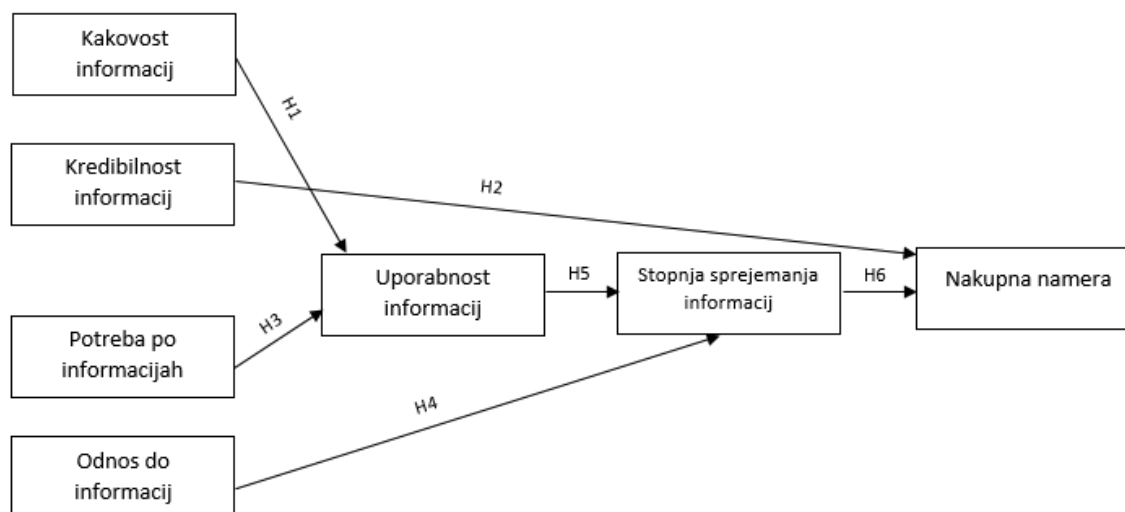 Kakovost
informacij
H1
Kredibilnost
informacij
H2
Uporabnost
informacij
H5
Stopnja sprejemanja
informacij
H6
Nakupna namera
Potreba po
informacijah
H3
H4
Odnos do
informacij